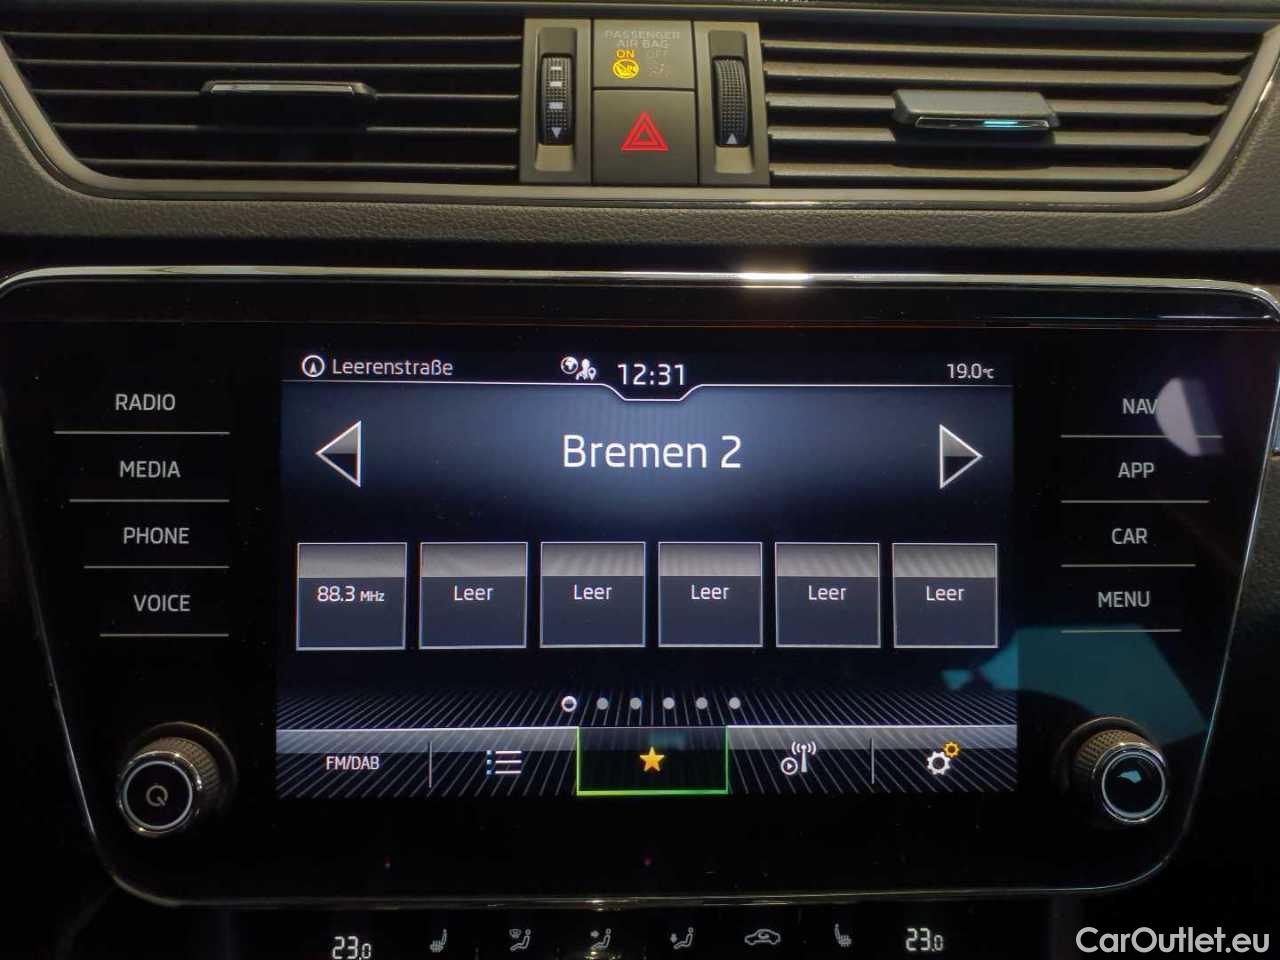 PASSENGER
AIR BAG
ON OFF
Leerenstraße
12:31
19.0°C
RADIO
MEDIA
PHONE
VOICE
Bremen 2
88.3 MHz
Leer
Leer
Leer
Leer
Leer
FM/DAB
NAV
APP
CAR
MENU
23.0
23.0
CarOutlet.eu